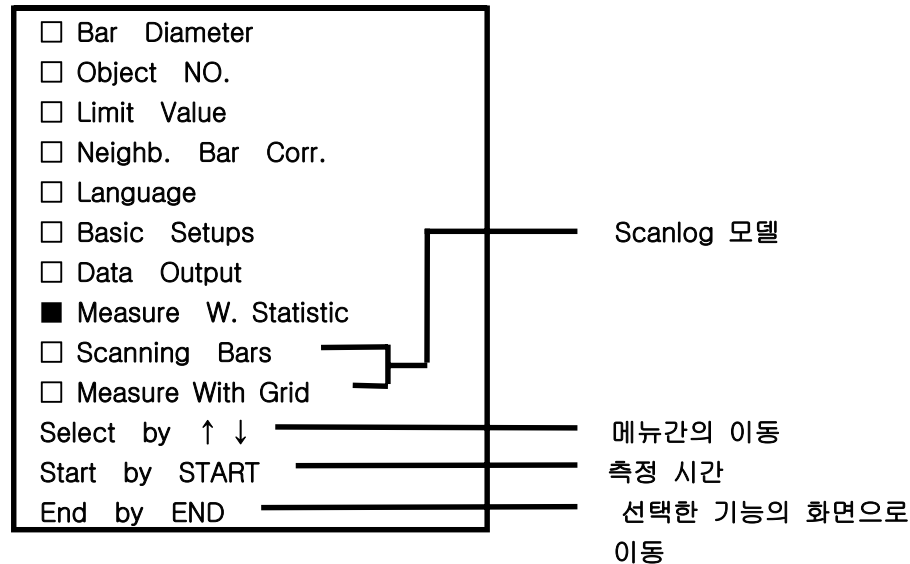 □ Bar Diameter
□ Object NO.
□ Limit Value
□ Neighb. Bar Corr.
□ Language
□ Basic Setups
Scanlog 모델
□ Data Output
■ Measure W. Statistic
□ Scanning Bars
□ Measure With Grid
Select by ↑ ↓
메뉴간의 이동
Start by START
측정 시간
End by END
선택한 기능의 화면으로
이동